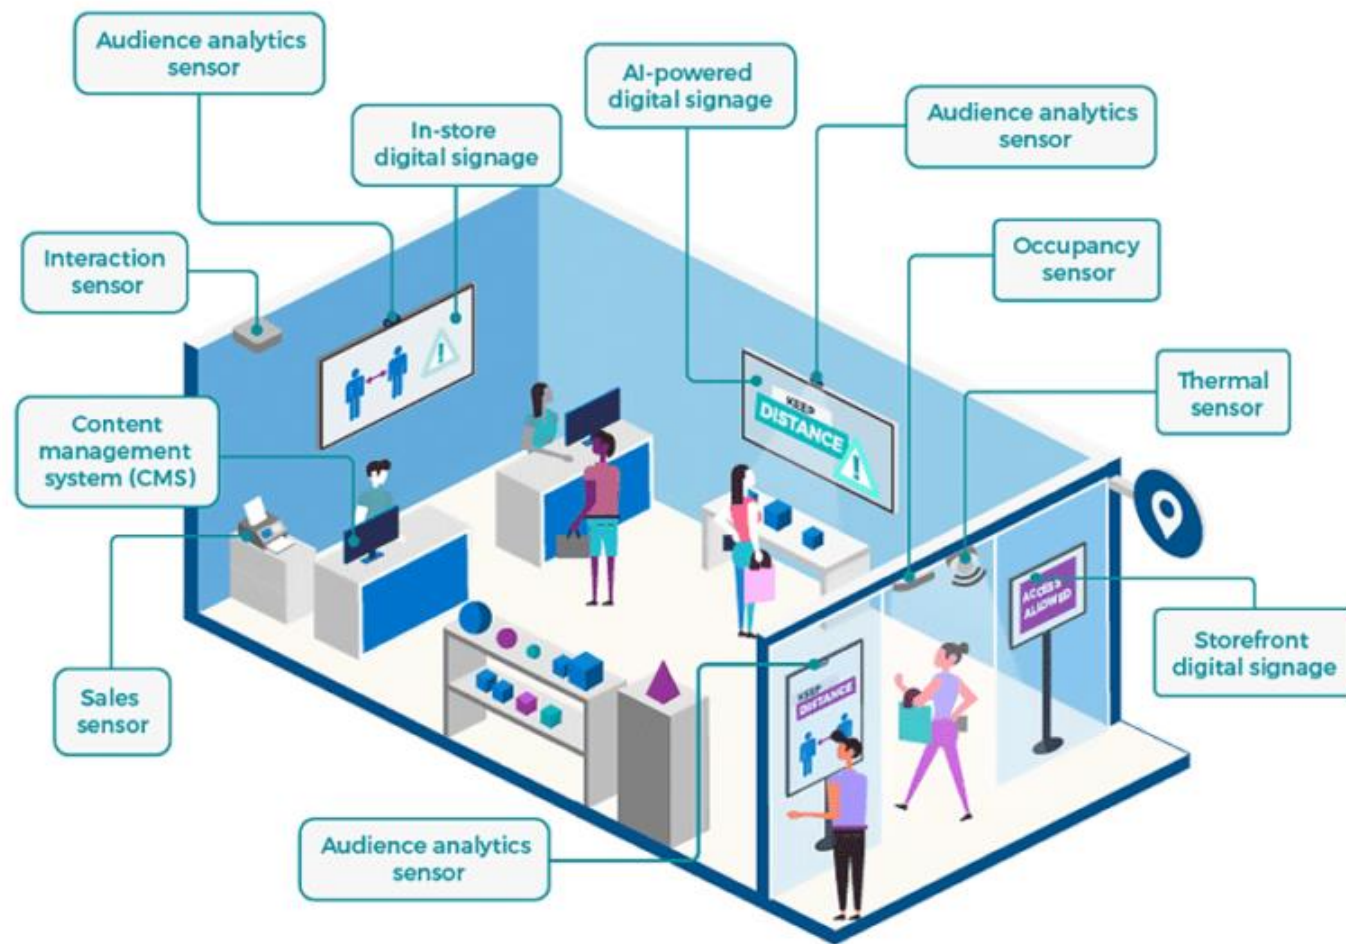 Audience analytics
sensor
AI-powered
digital signage
In-store
digital signage
Audience analytics
sensor
Interaction
sensor
Occupancy
sensor
Thermal
sensor
Content
management
system (CMS)
KEEP
DISTANCE
!
!
ACCESS
ALLOWED
Storefront
digital signage
Sales
sensor
KEEP
DISTANCE
Audience analytics
sensor